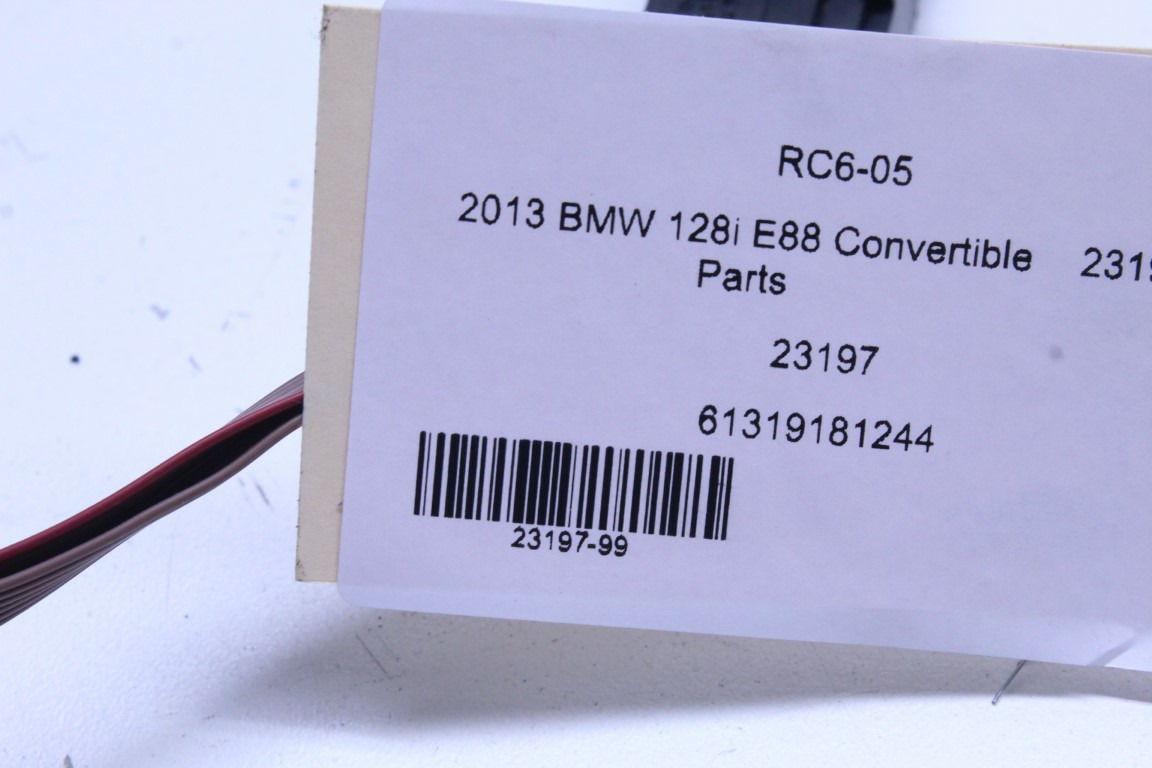 RC6-05
2013 BMW 128i E88 Convertible
Parts
23197
61319181244
23197-99